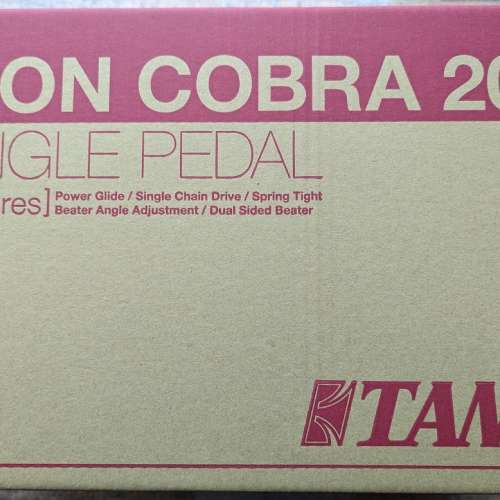 ON COBRA 20
NGLE PEDAL
res] Power Glide / Single Chain Drive / Spring Tight
Beater Angle Adjustment / Dual Sided Beater
TAM